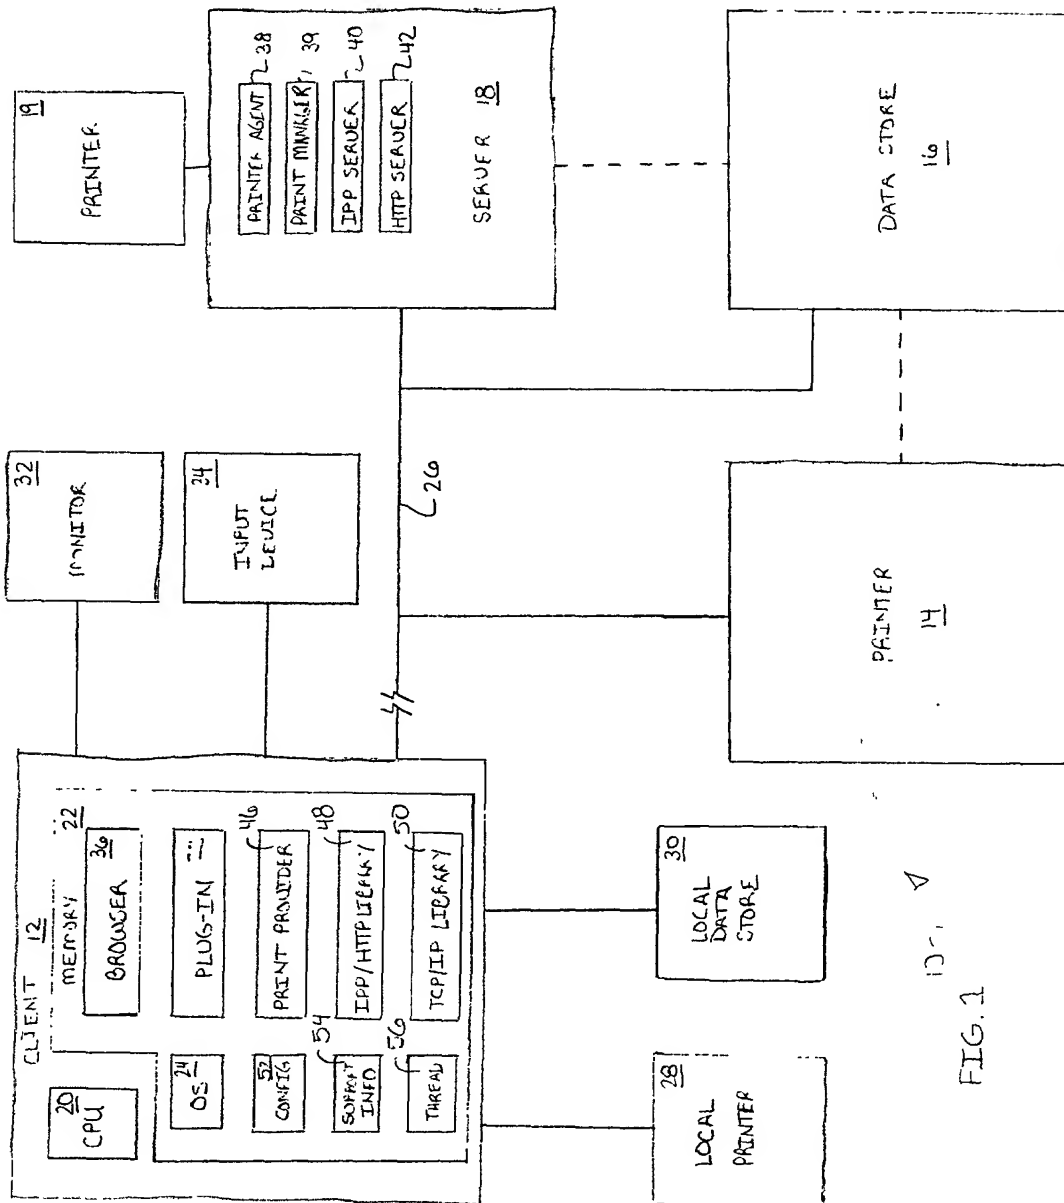 CLIENT 12
MEMORY 22
CPU 20
BROWSER 36
OS 24
PLUG-IN
CONFIG 52
PRINT PROVIDER 46
SUPPORT INFO 54
IPP/HTTP LIBRARY 48
THREAD 56
TCP/IP LIBRARY 50
MONITOR 32
INPUT DEVICE 34
PRINTER 19
PRINTER AGENT 38
PRINT MANAGER 39
IPP SERVER 40
HTTP SERVER 42
SERVER 18
26
LOCAL PRINTER 28
LOCAL DATA STORE 30
PRINTER 14
DATA STORE 16
FIG. 1